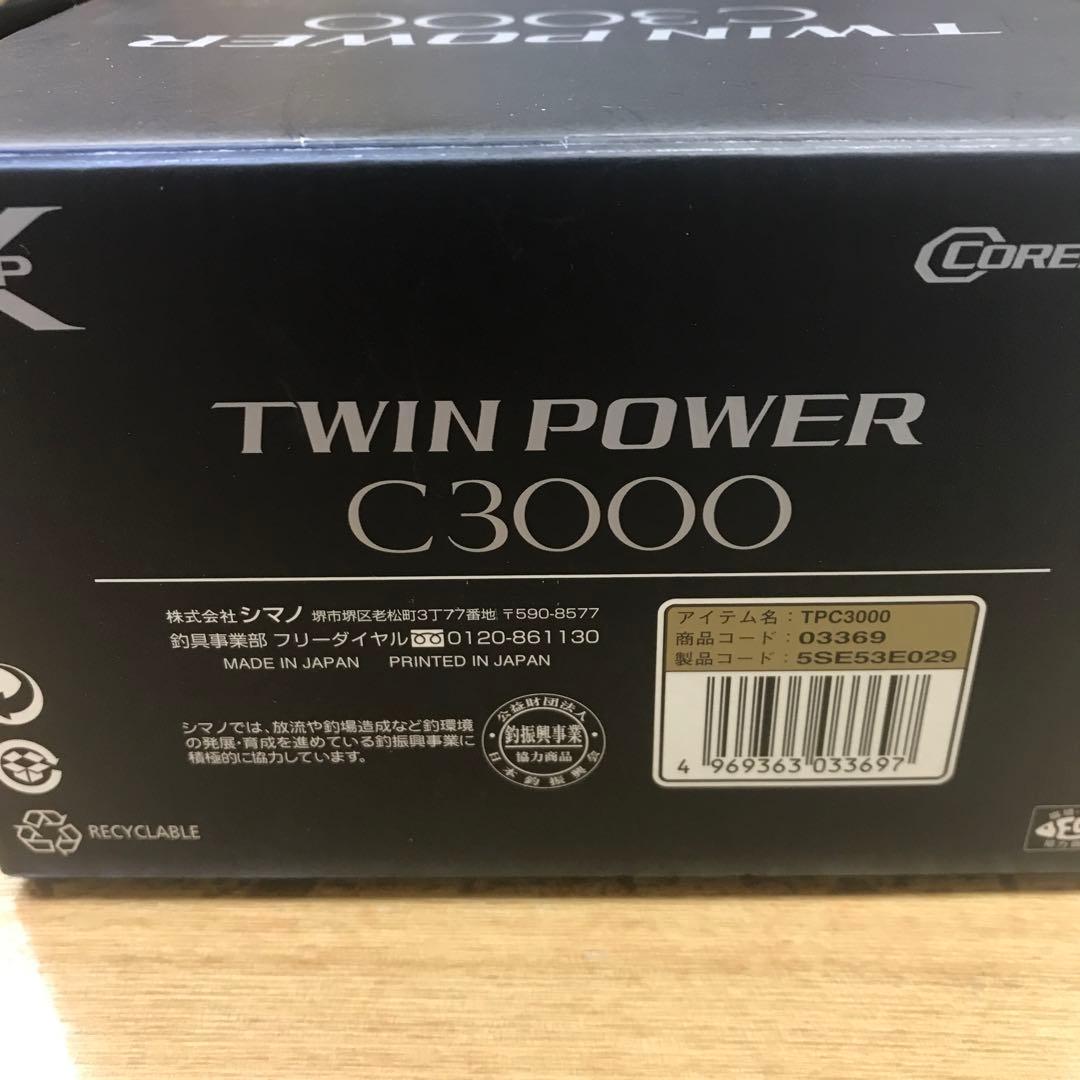 TWIN POWER
C3000
P
CORE
TWIN POWER
C3000
株式会社シマノ 堺市堺区老松町3丁77番地 〒590-8577
釣具事業部 フリーダイヤル 0120-861130
MADE IN JAPAN PRINTED IN JAPAN
シマノでは、放流や釣場造成など釣環境
の発展・育成を進めている釣振興事業に
積極的に協力しています。
公益財団法人
釣振興事業
協力商品
日本釣振興会
アイテム名：TPC3000
商品コード：03369
製品コード：5SE53E029
4 969363 033697
RECYCLABLE